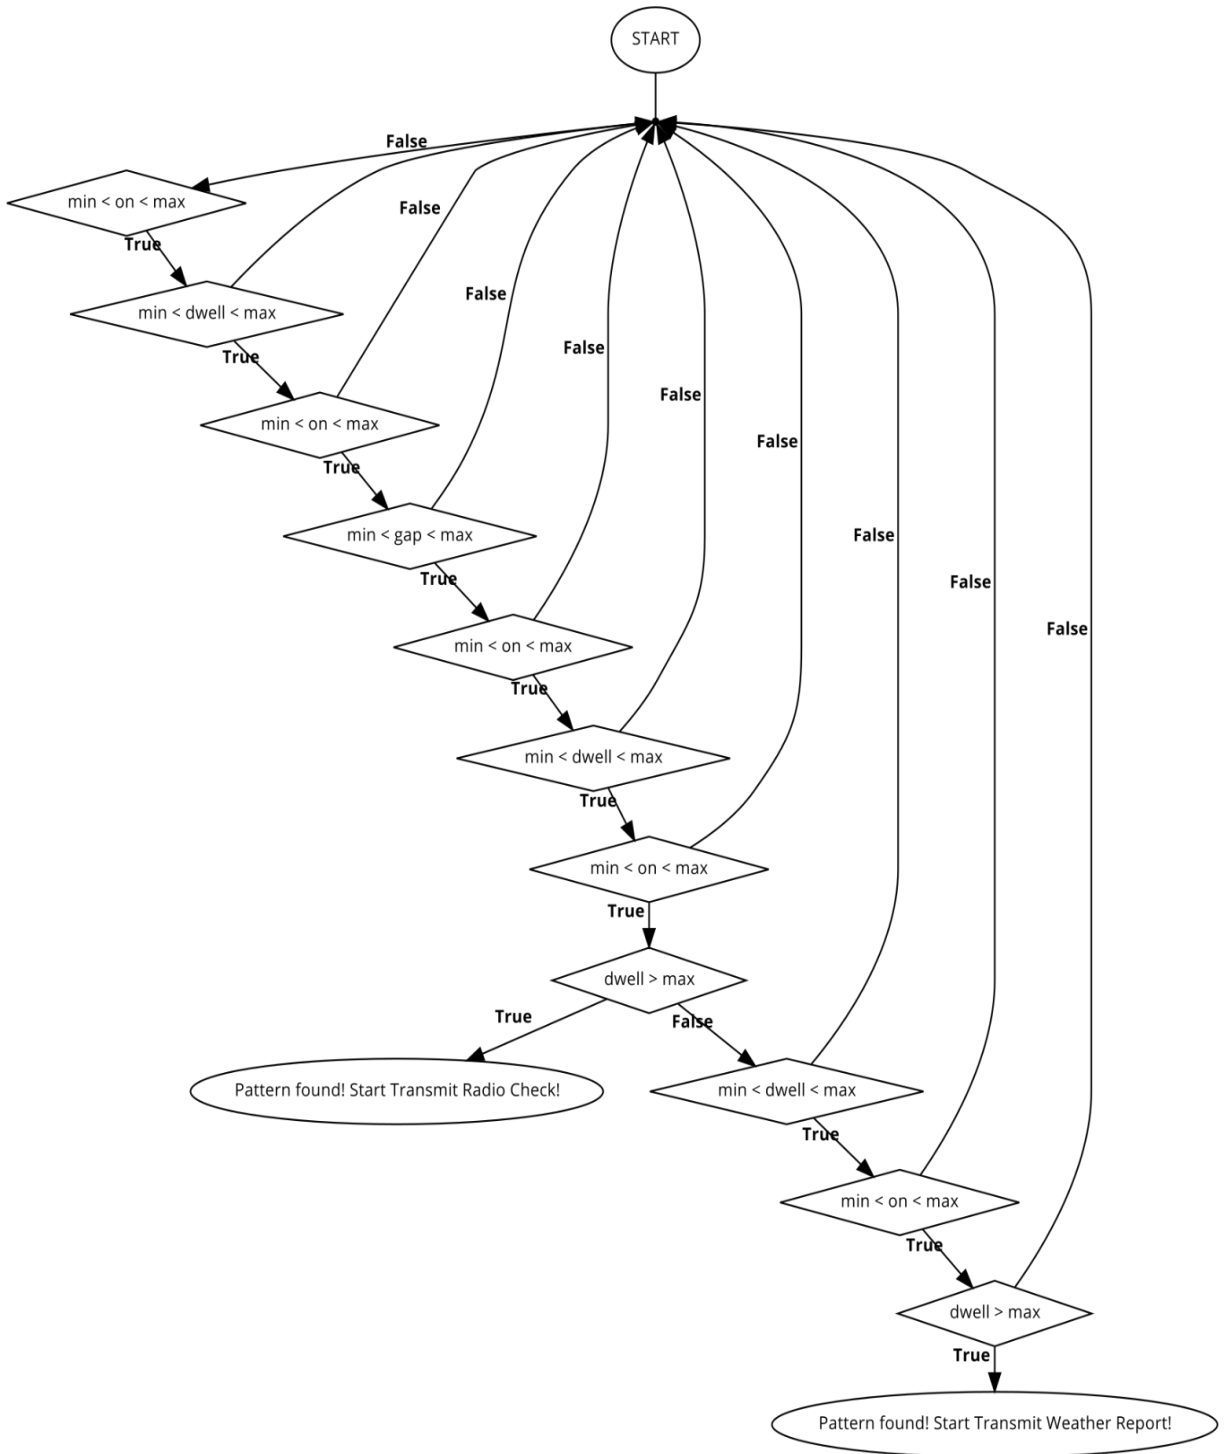 START
False
min < on < max
True
False
min < dwell < max
True
False
min < on < max
True
False
min < gap < max
True
False
min < on < max
True
False
min < dwell < max
True
False
min < on < max
True
False
dwell > max
True
False
Pattern found! Start Transmit Radio Check!
min < dwell < max
True
False
min < on < max
True
dwell > max
True
Pattern found! Start Transmit Weather Report!